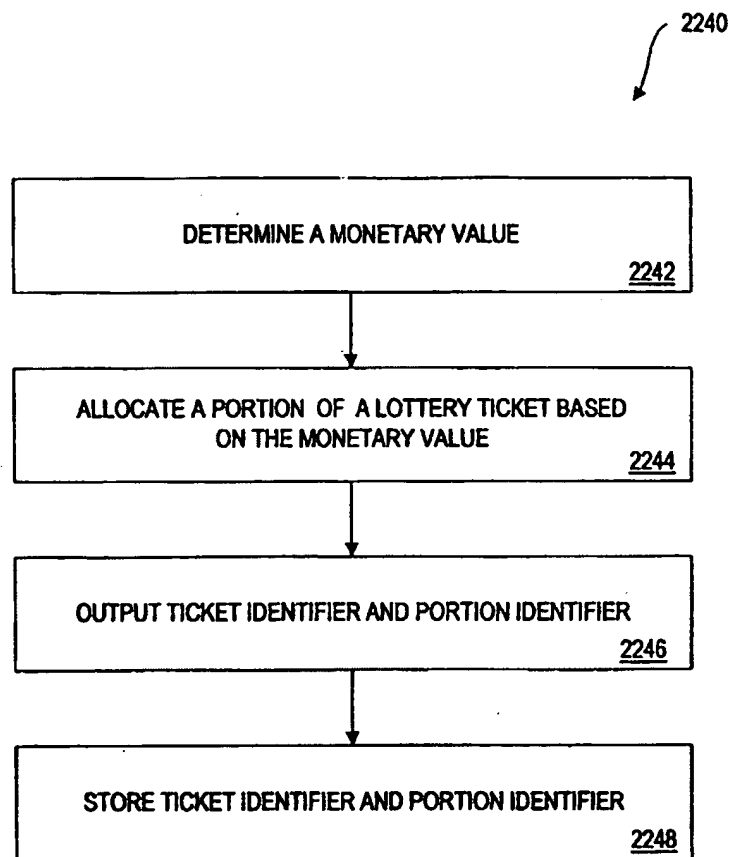 2240
DETERMINE A MONETARY VALUE
2242
ALLOCATE A PORTION OF A LOTTERY TICKET BASED
ON THE MONETARY VALUE
2244
OUTPUT TICKET IDENTIFIER AND PORTION IDENTIFIER
2246
STORE TICKET IDENTIFIER AND PORTION IDENTIFIER
2248